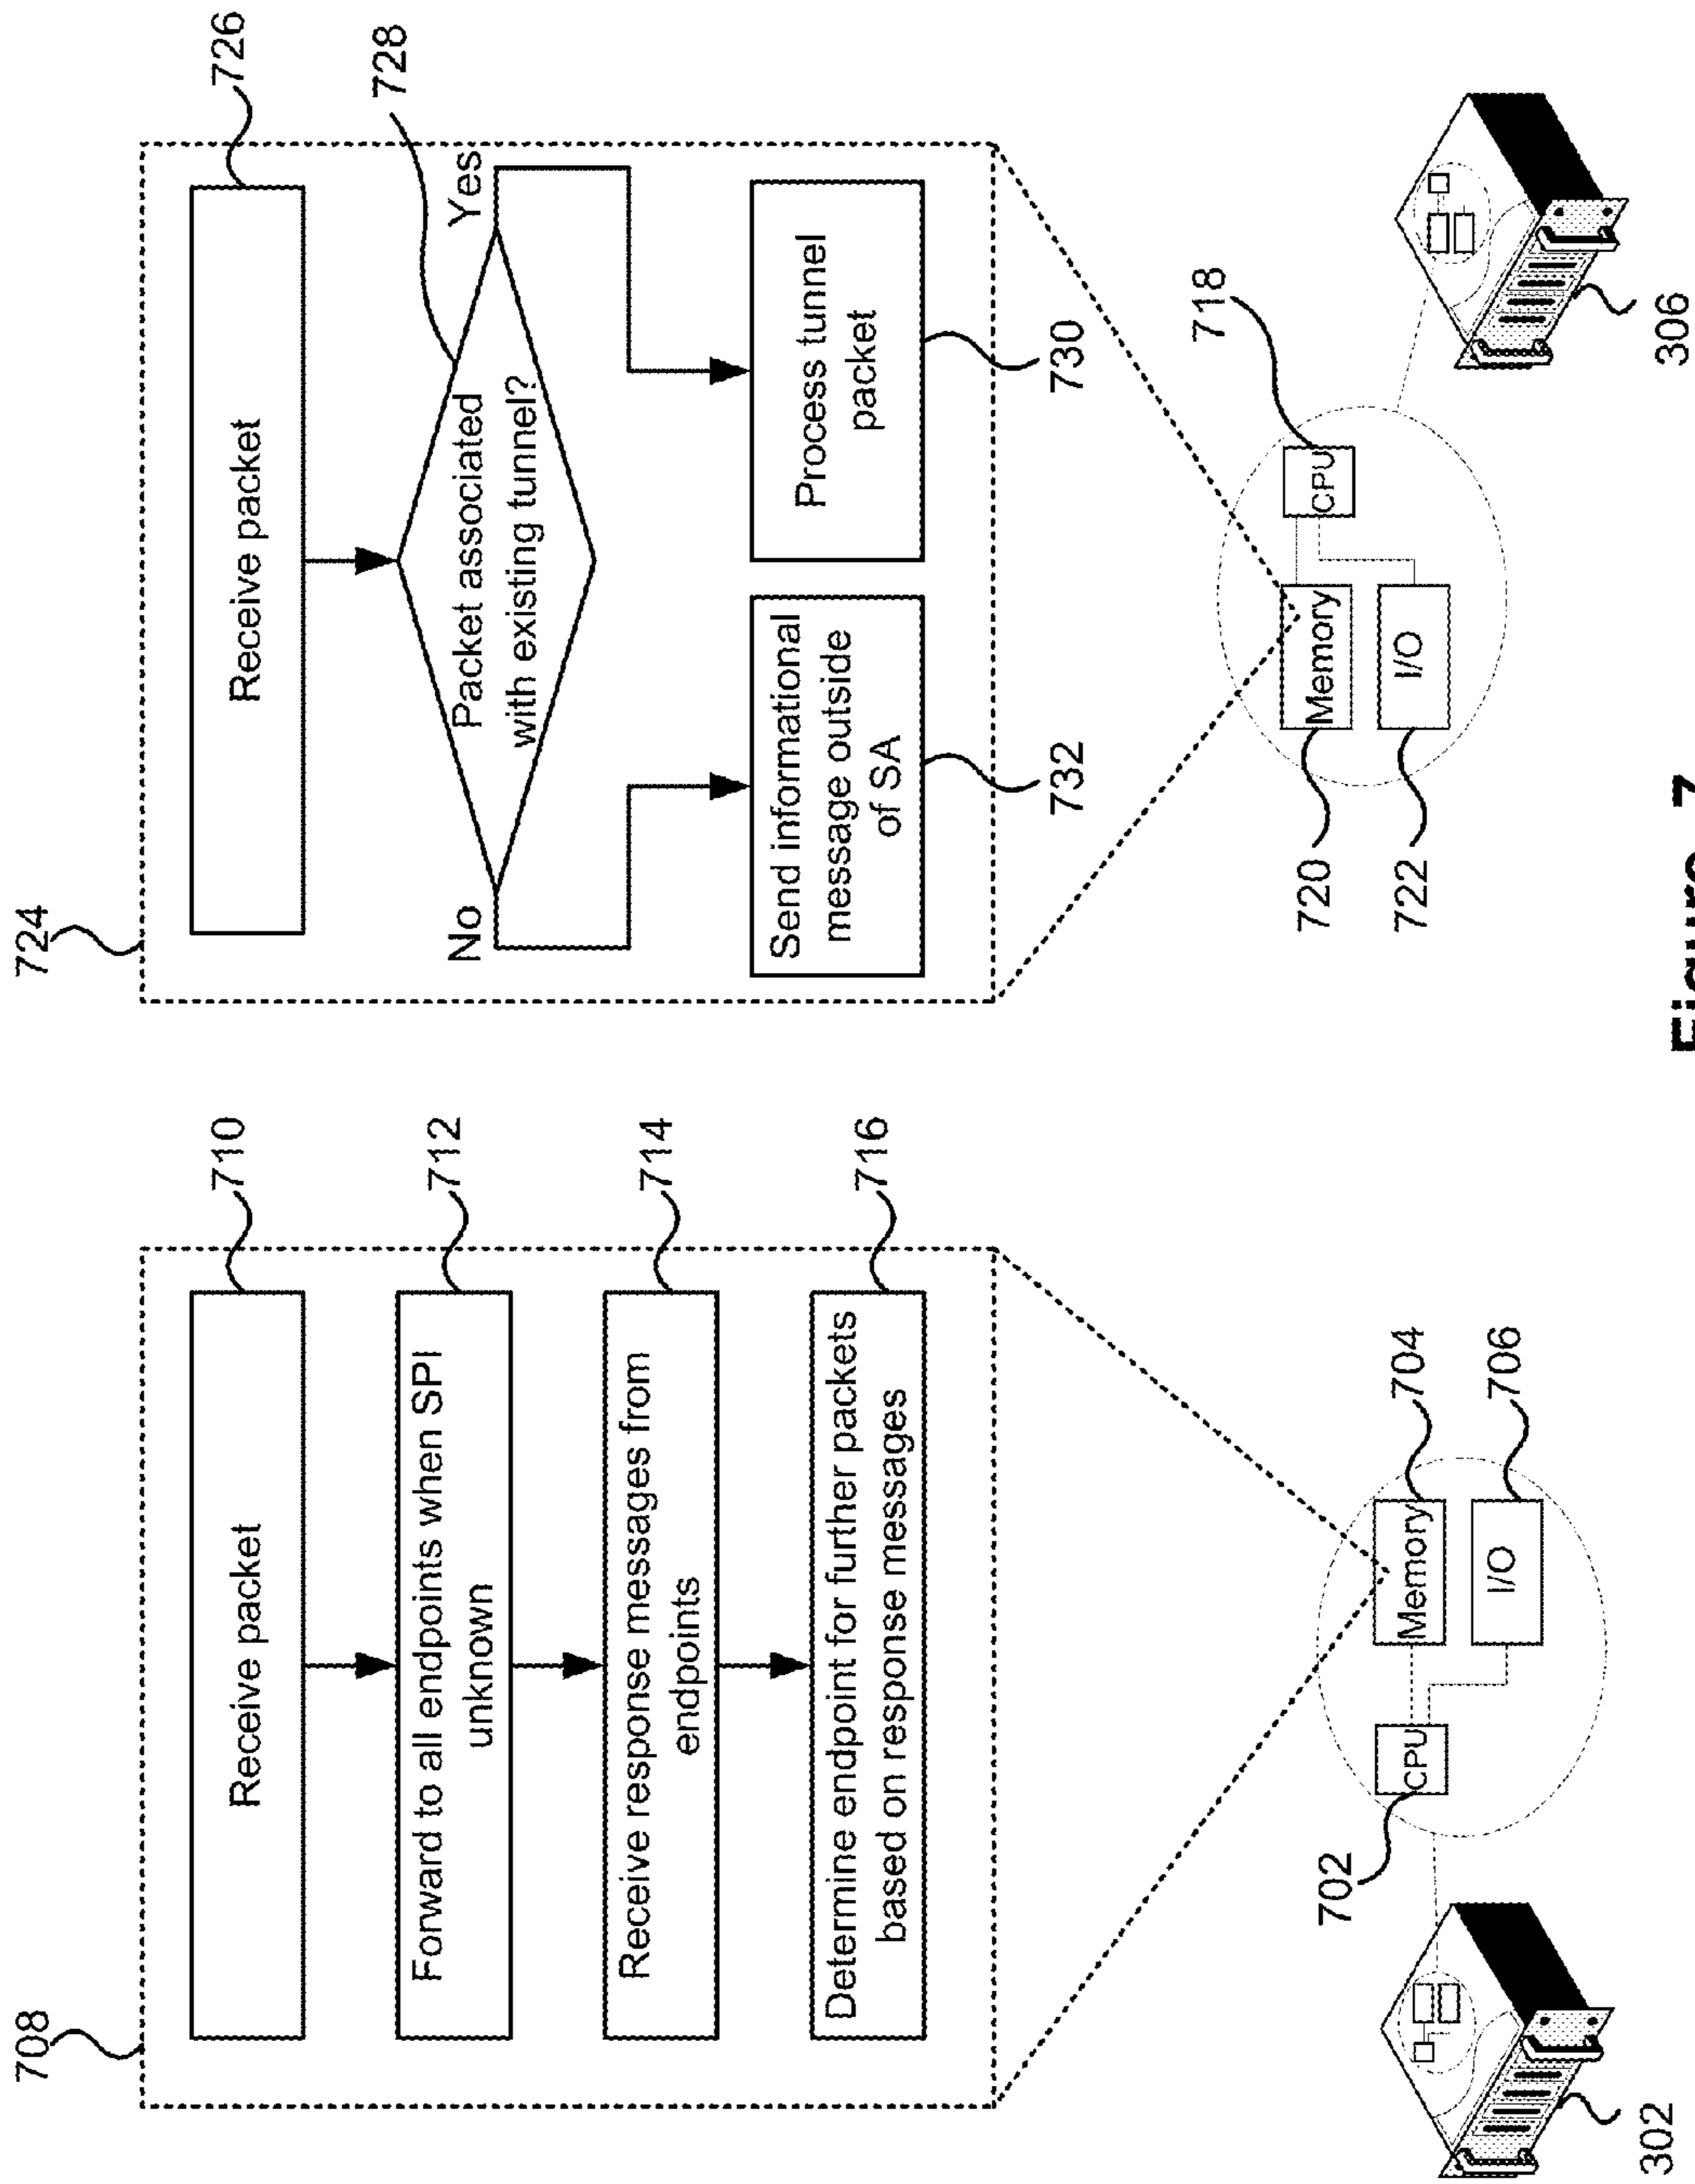 708
Receive packet
710
Forward to all endpoints when SPI
unknown
712
Receive response messages from
endpoints
714
Determine endpoint for further packets
based on response messages
716
702
CPU
Memory
704
I/O
706
302
724
Receive packet
726
728
Packet associated
with existing tunnel?
No
Yes
Send informational
message outside
of SA
732
Process tunnel
packet
730
718
CPU
Memory
720
I/O
722
306
Figure 7